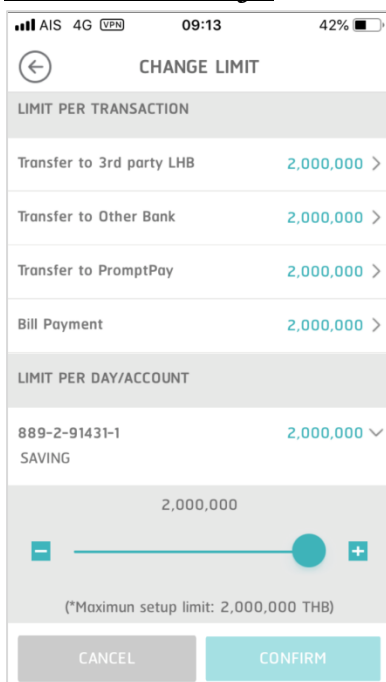 AIS 4G VPN 09:13 42%
CHANGE LIMIT
LIMIT PER TRANSACTION
Transfer to 3rd party LHB 2,000,000
Transfer to Other Bank 2,000,000
Transfer to PromptPay 2,000,000
Bill Payment 2,000,000
LIMIT PER DAY/ACCOUNT
889-2-91431-1 2,000,000
SAVING
2,000,000
(*Maximun setup limit: 2,000,000 THB)
CANCEL CONFIRM